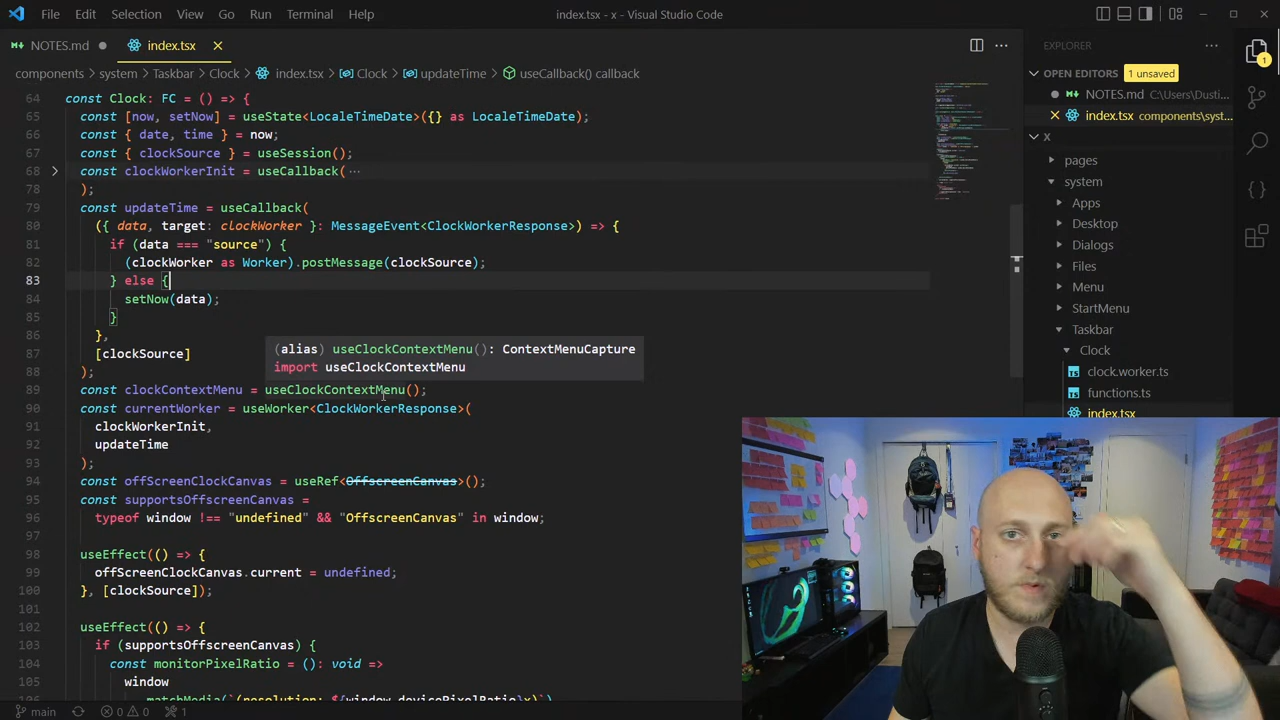 File Edit Selection View Go Run Terminal Help
index.tsx - x - Visual Studio Code
NOTES.md
index.tsx
components > system > Taskbar > Clock > index.tsx > Clock > updateTime > useCallback() callback
64 const Clock: FC = () => {
65 const [now, setNow] = useState<LocaleTimeDate>({} as LocaleTimeDate);
66 const { date, time } = now;
67 const { clockSource } = useSession();
68 const clockWorkerInit = useCallback( ...
78 );
79 const updateTime = useCallback(
80 ({ data, target: clockWorker }: MessageEvent<ClockWorkerResponse>) => {
81 if (data === "source") {
82 (clockWorker as Worker).postMessage(clockSource);
83 } else {
84 setNow(data);
85 }
86 },
87 [clockSource]
88 );
(alias) useClockContextMenu(): ContextMenuCapture
import useClockContextMenu
89 const clockContextMenu = useClockContextMenu();
90 const currentWorker = useWorker<ClockWorkerResponse>(
91 clockWorkerInit,
92 updateTime
93 );
94 const offScreenClockCanvas = useRef<OffscreenCanvas>();
95 const supportsOffscreenCanvas =
96 typeof window !== "undefined" && "OffscreenCanvas" in window;
97
98 useEffect(() => {
99 offScreenClockCanvas.current = undefined;
100 }, [clockSource]);
101
102 useEffect(() => {
103 if (supportsOffscreenCanvas) {
104 const monitorPixelRatio = (): void =>
105 window
106 .matchMedia(`(resolution: ${window.devicePixelRatio}x)`)
EXPLORER
OPEN EDITORS 1 unsaved
NOTES.md C:\Users\Dusti...
index.tsx components\syst...
X
pages
system
Apps
Desktop
Dialogs
Files
Menu
StartMenu
Taskbar
Clock
clock.worker.ts
functions.ts
index.tsx
1
main 0 0 1